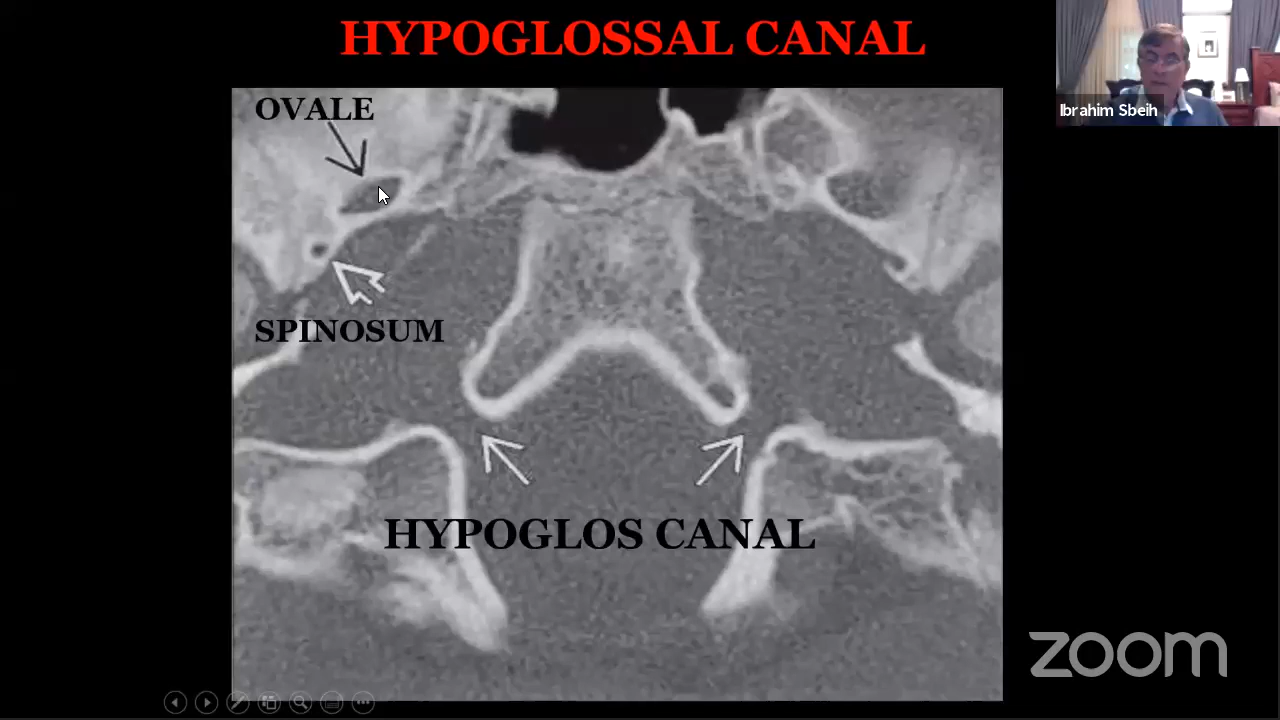 HYPOGLOSSAL CANAL
Ibrahim Sbeih
OVALE
SPINOSUM
HYPOGLOS CANAL
zoom